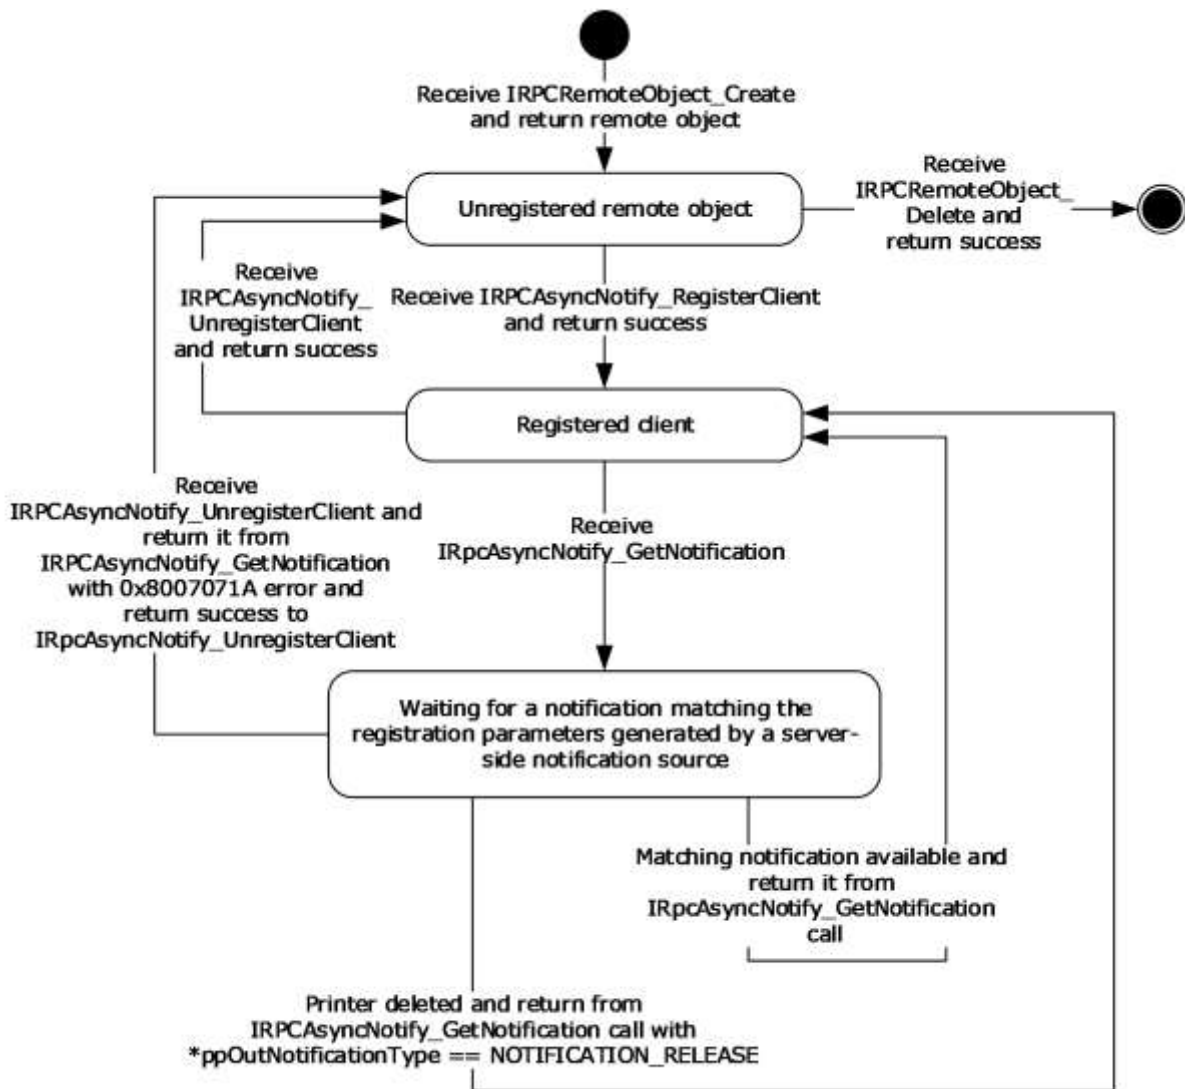 Receive IRPCRemoteObject_Create
and return remote object
Unregistered remote object
Receive
IRPCRemoteObject_
Delete and
return success
Receive
IRPCAsyncNotify_
UnregisterClient
and return success
Receive IRPCAsyncNotify_RegisterClient
and return success
Registered client
Receive
IRPCAsyncNotify_UnregisterClient and
return it from
IRPCAsyncNotify_GetNotification
with 0x8007071A error and
return success to
IRpcAsyncNotify_UnregisterClient
Receive
IRpcAsyncNotify_GetNotification
Waiting for a notification matching the
registration parameters generated by a server-
side notification source
Matching notification available and
return it from
IRpcAsyncNotify_GetNotification
call
Printer deleted and return from
IRPCAsyncNotify_GetNotification call with
*ppOutNotificationType == NOTIFICATION_RELEASE